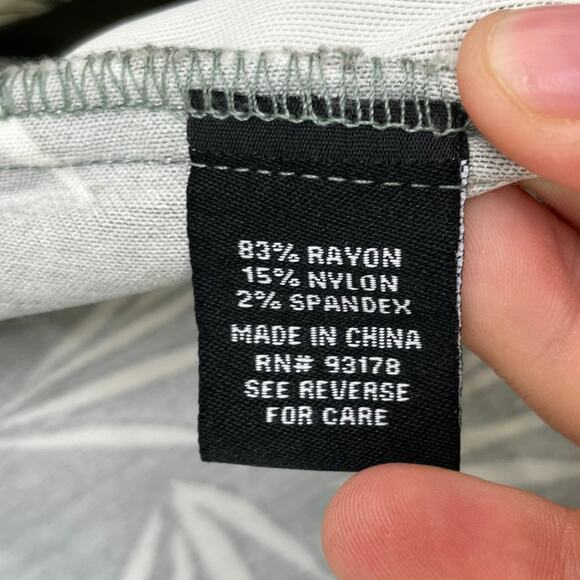 83% RAYON
15% NYLON
2% SPANDEX
MADE IN CHINA
RN# 93178
SEE REVERSE
FOR CARE